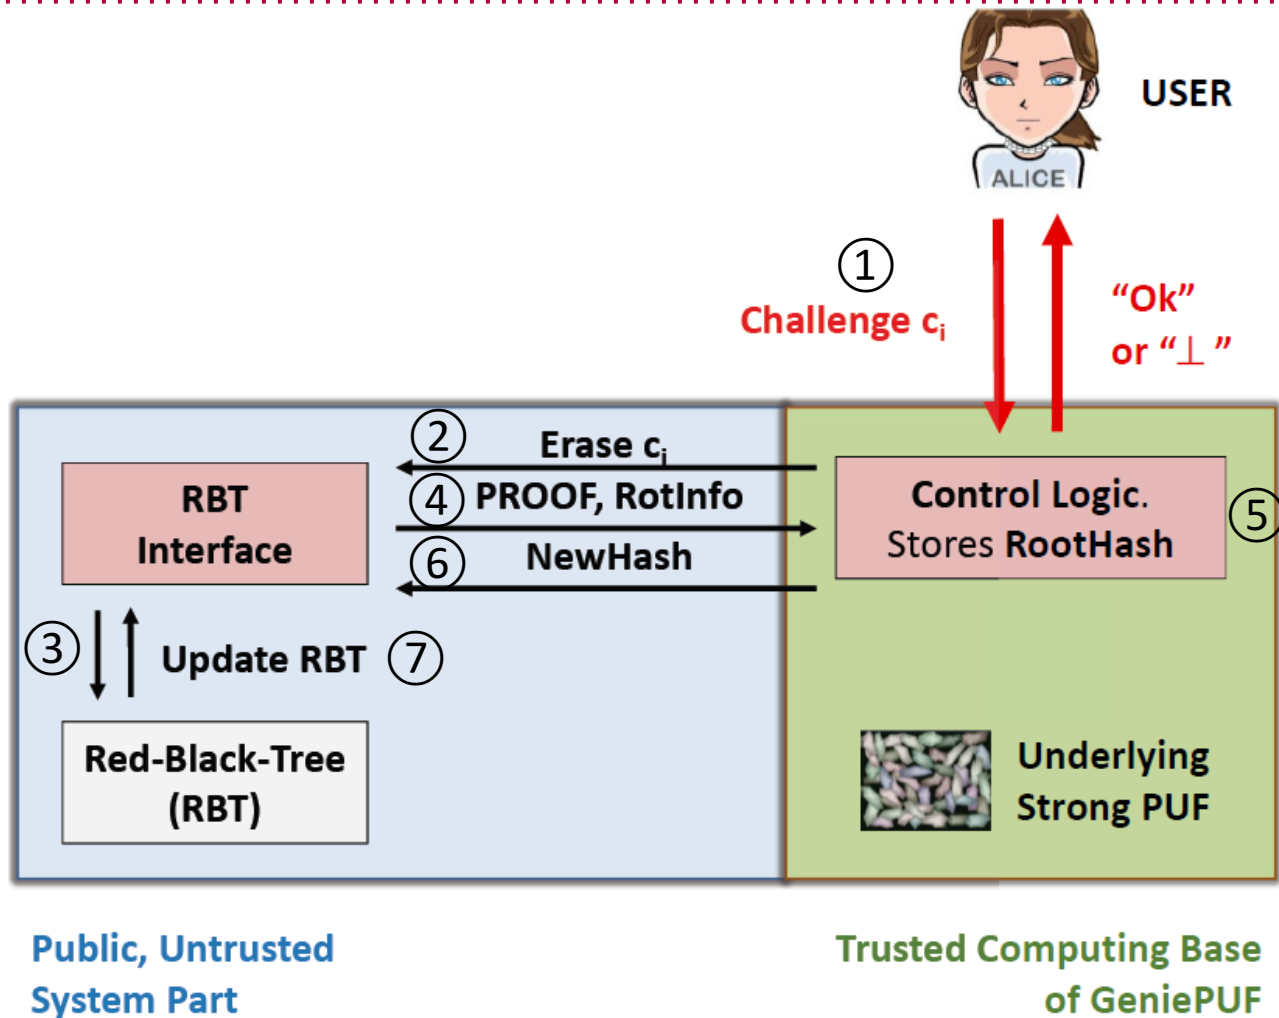 USER
ALICE
①
Challenge cᵢ
“Ok”
or “⊥”
② Erase cᵢ
④ PROOF, RotInfo
⑥ NewHash
RBT
Interface
Control Logic.
Stores RootHash
⑤
③ Update RBT ⑦
Red-Black-Tree
(RBT)
Underlying
Strong PUF
Public, Untrusted
System Part
Trusted Computing Base
of GeniePUF